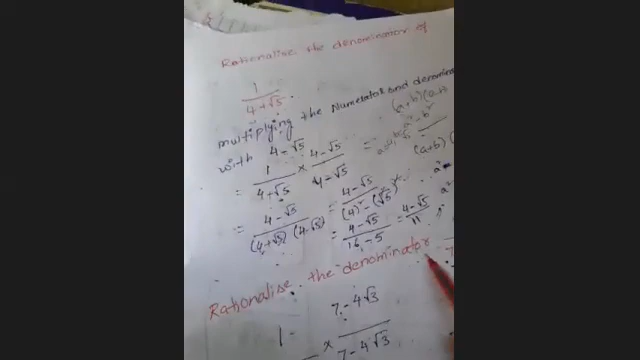 Rationalise the denominator of
1/(4+√5).
multiplying the Numerator and denomin
with 4-√5
(a+b)(a-b)
= 1/(4+√5) × (4-√5)/(4-√5) =
= (4-√5)/((4+√5)(4-√5)) = (4-√5)/((4)²-(√5)²)
= (4-√5)/(16-5) = (4-√5)/11
(a+b)(
a²
a²
Rationalise the denominator
1 × (7-4√3)/(7-4√3)